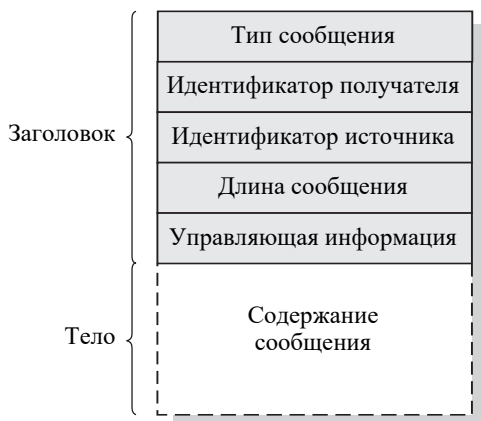 Тип сообщения
Идентификатор получателя
Заголовок
Идентификатор источника
Длина сообщения
Управляющая информация
Тело
Содержание
сообщения